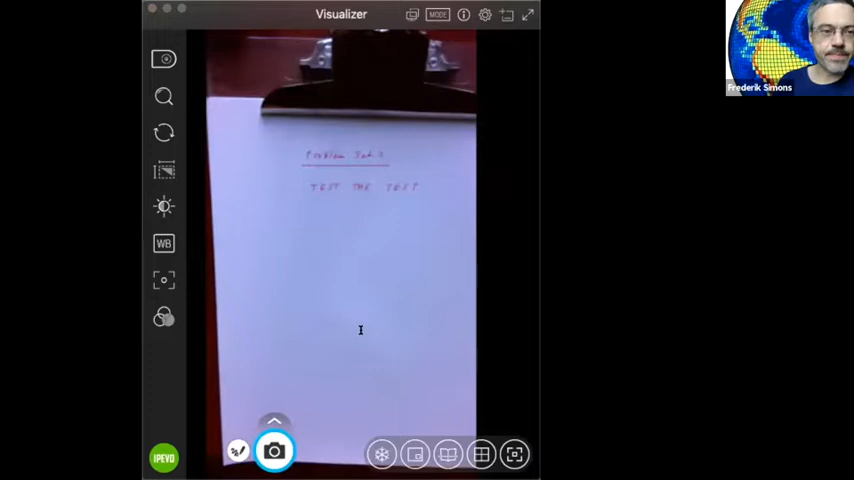 Visualizer
MODE
Frederik Simons
Problem Set
TEST THE TEST
WB
IPEVO